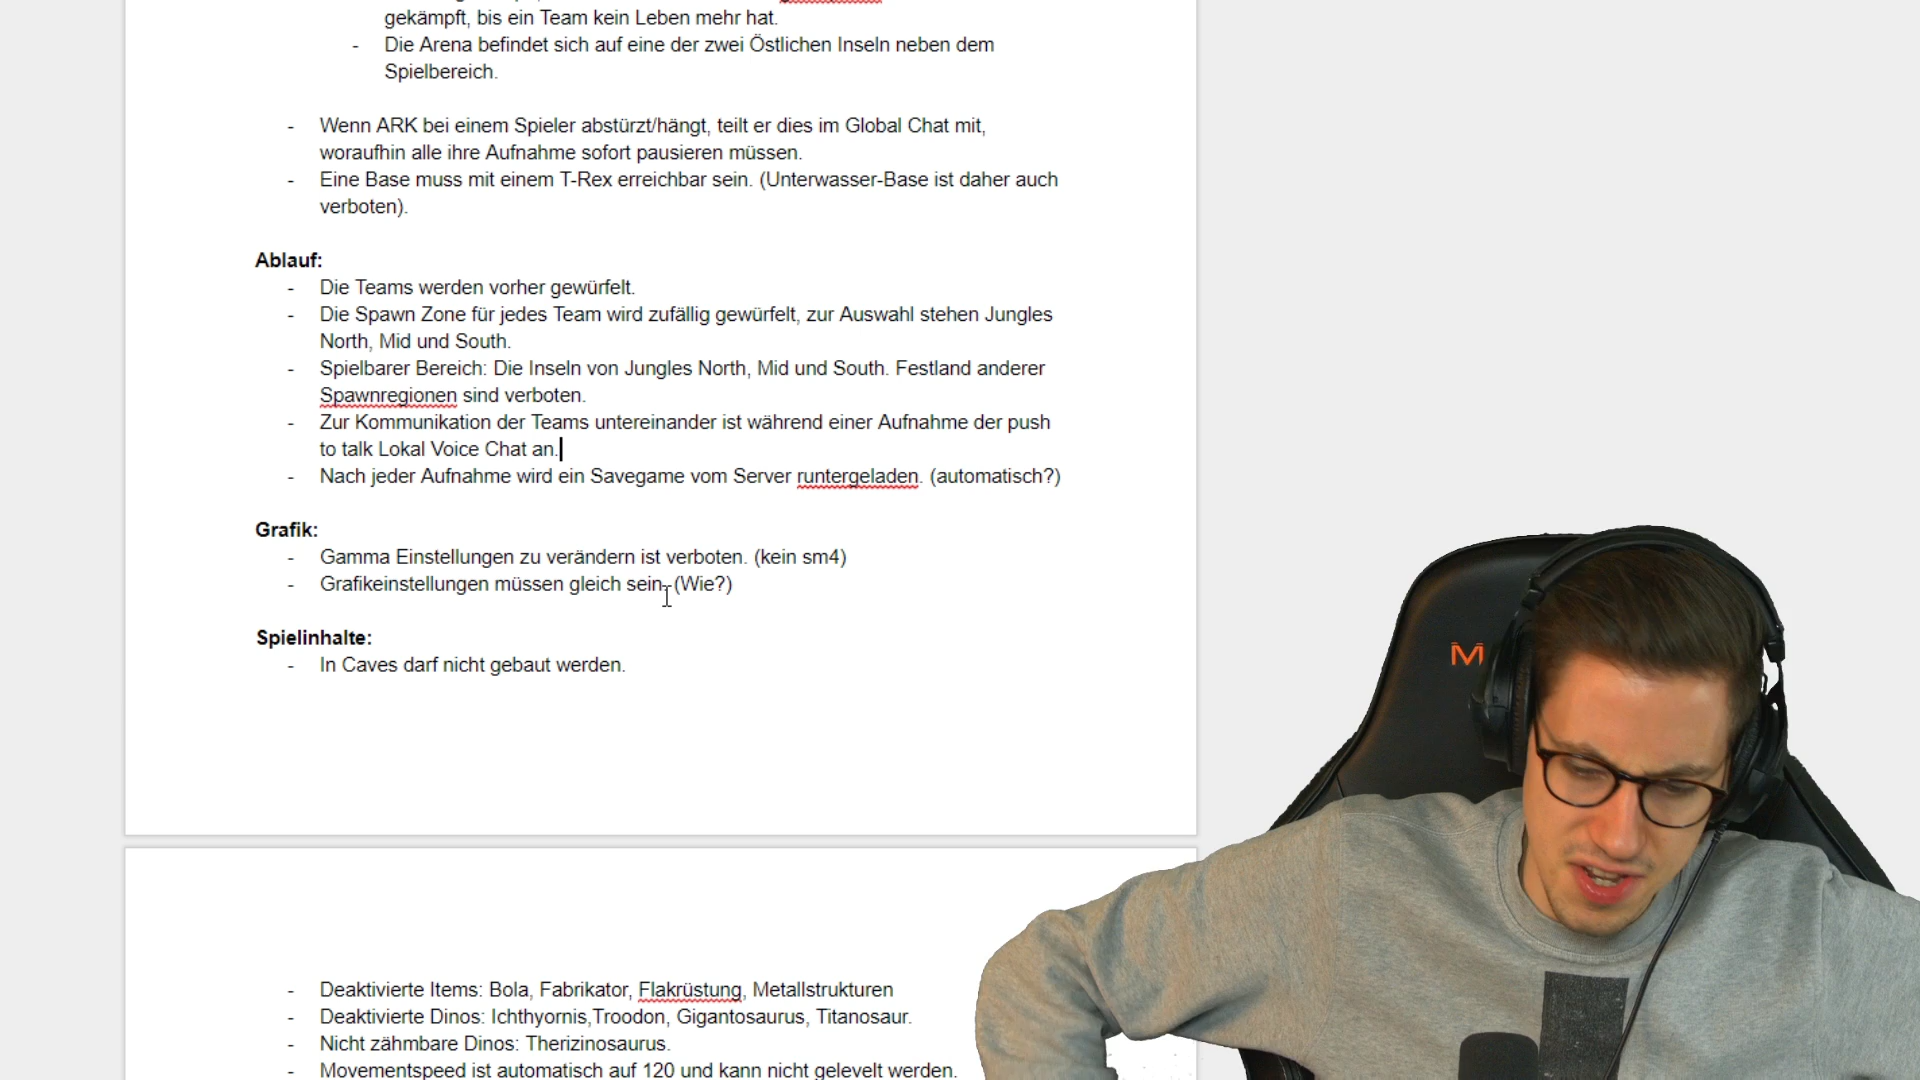 gekämpft, bis ein Team kein Leben mehr hat.
- Die Arena befindet sich auf eine der zwei Östlichen Inseln neben dem
Spielbereich.
- Wenn ARK bei einem Spieler abstürzt/hängt, teilt er dies im Global Chat mit,
woraufhin alle ihre Aufnahme sofort pausieren müssen.
- Eine Base muss mit einem T-Rex erreichbar sein. (Unterwasser-Base ist daher auch
verboten).
Ablauf:
- Die Teams werden vorher gewürfelt.
- Die Spawn Zone für jedes Team wird zufällig gewürfelt, zur Auswahl stehen Jungles
North, Mid und South.
- Spielbarer Bereich: Die Inseln von Jungles North, Mid und South. Festland anderer
Spawnregionen sind verboten.
- Zur Kommunikation der Teams untereinander ist während einer Aufnahme der push
to talk Lokal Voice Chat an.
- Nach jeder Aufnahme wird ein Savegame vom Server runtergeladen. (automatisch?)
Grafik:
- Gamma Einstellungen zu verändern ist verboten. (kein sm4)
- Grafikeinstellungen müssen gleich sein. (Wie?)
Spielinhalte:
- In Caves darf nicht gebaut werden.
- Deaktivierte Items: Bola, Fabrikator, Flakrüstung, Metallstrukturen
- Deaktivierte Dinos: Ichthyornis,Troodon, Gigantosaurus, Titanosaur.
- Nicht zähmbare Dinos: Therizinosaurus.
- Movementspeed ist automatisch auf 120 und kann nicht gelevelt werden.